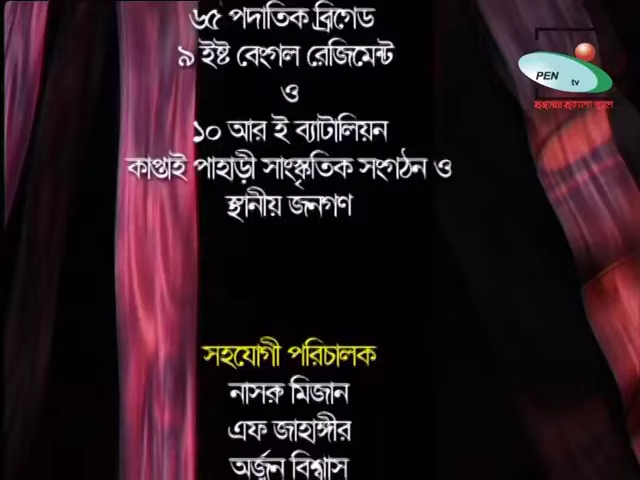 ৬৫ পদাতিক ব্রিগেড
৯ ইষ্ট বেংগল রেজিমেন্ট
ও
১০ আর ই ব্যাটালিয়ন
কাপ্তাই পাহাড়ী সাংস্কৃতিক সংগঠন ও
স্থানীয় জনগণ
সহযোগী পরিচালক
নাসরু মিজান
এফ জাহাঙ্গীর
অর্জুন বিশ্বাস
PEN tv